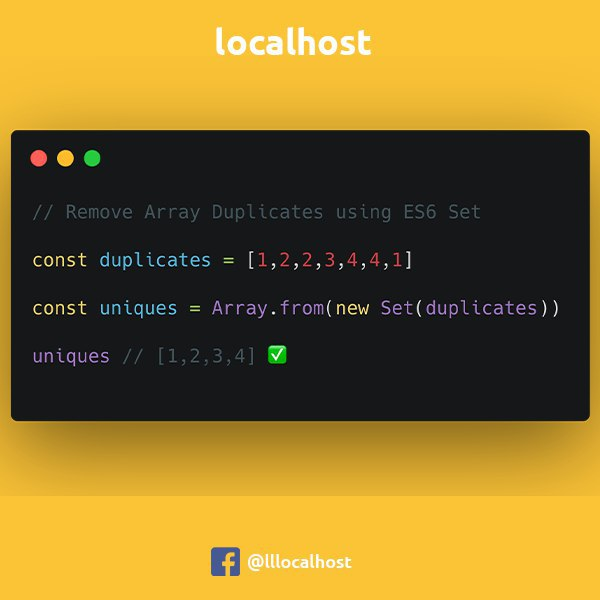 localhost
// Remove Array Duplicates using ES6 Set
const duplicates = [1,2,2,3,4,4,1]
const uniques = Array.from(new Set(duplicates))
uniques // [1,2,3,4] ✅
@lllocalhost